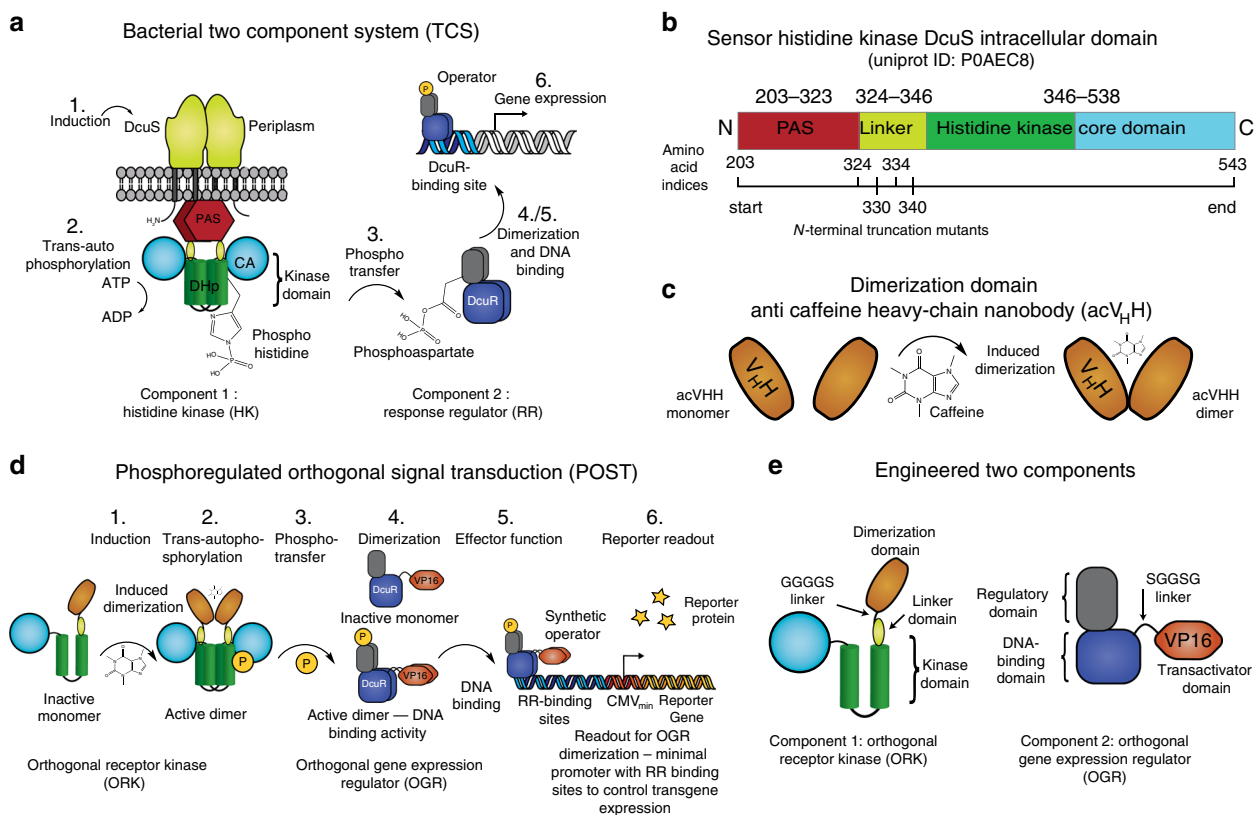 a
Bacterial two component system (TCS)
1.
Induction
DcuS
Periplasm
H₂N
PAS
2.
Trans-auto
phosphorylation
ATP
ADP
CA
DHp
Kinase
domain
N
N
HO
P
O
HO
Phospho
histidine
Component 1 :
histidine kinase (HK)
3.
Phospho
transfer
HO
HO
P
O
O
O
Phosphoaspartate
DcuR
4./5.
Dimerization
and DNA
binding
P
Operator
6.
Gene expression
DcuR-
binding site
Component 2 :
response regulator (RR)
b
Sensor histidine kinase DcuS intracellular domain
(uniprot ID: P0AEC8)
203–323 324–346 346–538
N PAS Linker Histidine kinase core domain C
Amino
acid
indices
203 324 334 543
start 330 340 end
N-terminal truncation mutants
c
Dimerization domain
anti caffeine heavy-chain nanobody (acVHH)
acVHH
monomer
VHH
O
N
N
O
N
N
Caffeine
Induced
dimerization
VHH
acVHH
dimer
d
Phosphoregulated orthogonal signal transduction (POST)
1. 2. 3. 4. 5. 6.
Induction
Trans-autopho-
sphorylation
Phospho-
transfer
Dimerization
Effector function
Reporter readout
Induced
dimerization
Inactive
monomer
P
Active dimer
P
DcuR
VP16
Inactive monomer
P
DcuR
VP16
Active dimer — DNA
binding activity
DNA
binding
P
Synthetic
operator
Reporter
protein
RR-binding
sites
CMVmin
Reporter
Gene
Readout for OGR
dimerization – minimal
promoter with RR binding
sites to control transgene
expression
Orthogonal receptor kinase
(ORK)
Orthogonal gene expression
regulator (OGR)
e
Engineered two components
Dimerization
domain
GGGGS
linker
Linker
domain
Kinase
domain
Component 1: orthogonal
receptor kinase (ORK)
Regulatory
domain
DNA-
binding
domain
SGGSG
linker
VP16
Transactivator
domain
Component 2: orthogonal
gene expression regulator
(OGR)